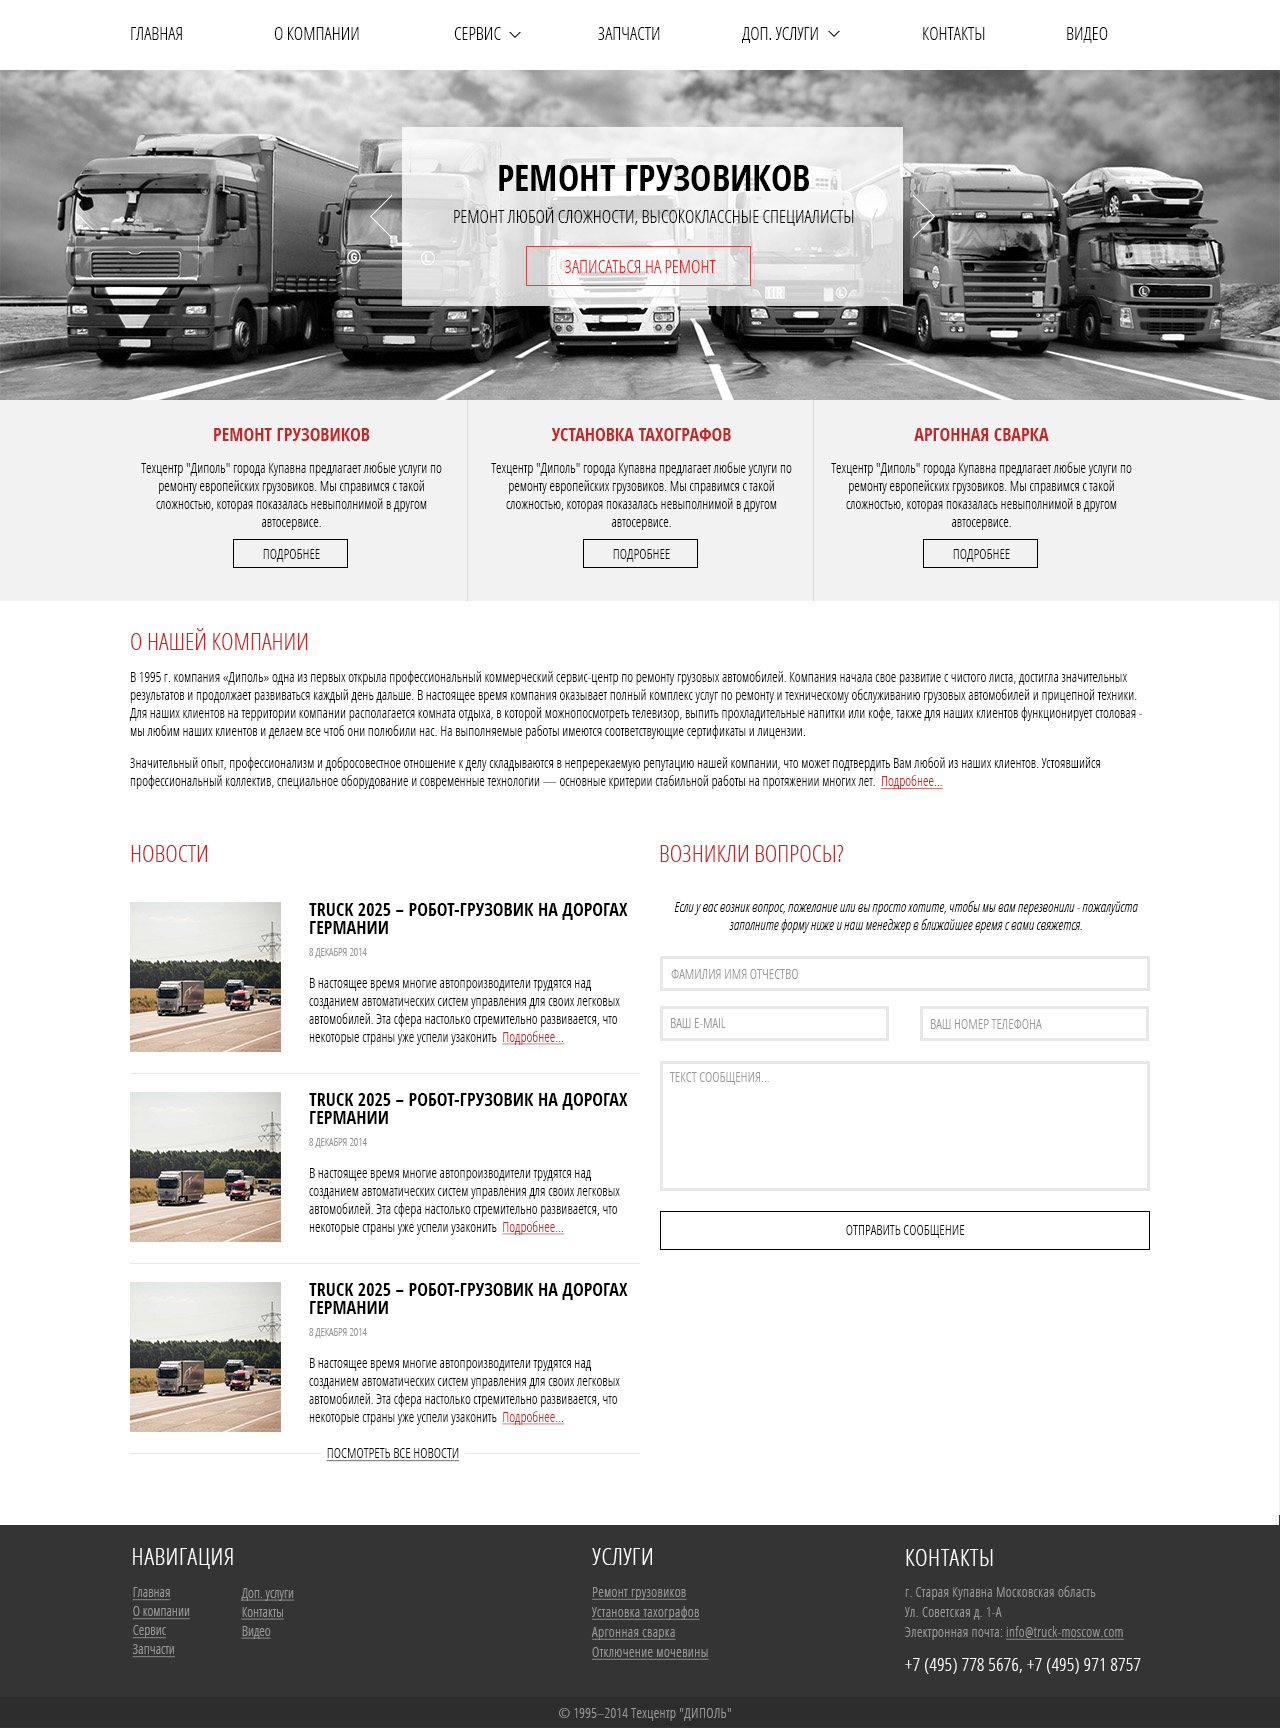 ГЛАВНАЯ
О КОМПАНИИ
СЕРВИС
ЗАПЧАСТИ
ДОП. УСЛУГИ
КОНТАКТЫ
ВИДЕО
РЕМОНТ ГРУЗОВИКОВ
РЕМОНТ ЛЮБОЙ СЛОЖНОСТИ, ВЫСОКОКЛАССНЫЕ СПЕЦИАЛИСТЫ
ЗАПИСАТЬСЯ НА РЕМОНТ
РЕМОНТ ГРУЗОВИКОВ
Техцентр "Диполь" города Купавна предлагает любые услуги по
ремонту европейских грузовиков. Мы справимся с такой
сложностью, которая показалась невыполнимой в другом
автосервисе.
ПОДРОБНЕЕ
УСТАНОВКА ТАХОГРАФОВ
Техцентр "Диполь" города Купавна предлагает любые услуги по
ремонту европейских грузовиков. Мы справимся с такой
сложностью, которая показалась невыполнимой в другом
автосервисе.
ПОДРОБНЕЕ
АРГОННАЯ СВАРКА
Техцентр "Диполь" города Купавна предлагает любые услуги по
ремонту европейских грузовиков. Мы справимся с такой
сложностью, которая показалась невыполнимой в другом
автосервисе.
ПОДРОБНЕЕ
О НАШЕЙ КОМПАНИИ
В 1995 г. компания «Диполь» одна из первых открыла профессиональный коммерческий сервис-центр по ремонту грузовых автомобилей. Компания начала свое развитие с чистого листа, достигла значительных
результатов и продолжает развиваться каждый день дальше. В настоящее время компания оказывает полный комплекс услуг по ремонту и техническому обслуживанию грузовых автомобилей и прицепной техники.
Для наших клиентов на территории компании располагается комната отдыха, в которой можнопосмотреть телевизор, выпить прохладительные напитки или кофе, также для наших клиентов функционирует столовая -
мы любим наших клиентов и делаем все чтоб они полюбили нас. На выполняемые работы имеются соответствующие сертификаты и лицензии.
Значительный опыт, профессионализм и добросовестное отношение к делу складываются в непререкаемую репутацию нашей компании, что может подтвердить Вам любой из наших клиентов. Устоявшийся
профессиональный коллектив, специальное оборудование и современные технологии — основные критерии стабильной работы на протяжении многих лет. Подробнее...
НОВОСТИ
TRUCK 2025 – РОБОТ-ГРУЗОВИК НА ДОРОГАХ
ГЕРМАНИИ
8 ДЕКАБРЯ 2014
В настоящее время многие автопроизводители трудятся над
созданием автоматических систем управления для своих легковых
автомобилей. Эта сфера настолько стремительно развивается, что
некоторые страны уже успели узаконить Подробнее...
TRUCK 2025 – РОБОТ-ГРУЗОВИК НА ДОРОГАХ
ГЕРМАНИИ
8 ДЕКАБРЯ 2014
В настоящее время многие автопроизводители трудятся над
созданием автоматических систем управления для своих легковых
автомобилей. Эта сфера настолько стремительно развивается, что
некоторые страны уже успели узаконить Подробнее...
TRUCK 2025 – РОБОТ-ГРУЗОВИК НА ДОРОГАХ
ГЕРМАНИИ
8 ДЕКАБРЯ 2014
В настоящее время многие автопроизводители трудятся над
созданием автоматических систем управления для своих легковых
автомобилей. Эта сфера настолько стремительно развивается, что
некоторые страны уже успели узаконить Подробнее...
ПОСМОТРЕТЬ ВСЕ НОВОСТИ
ВОЗНИКЛИ ВОПРОСЫ?
Если у вас возник вопрос, пожелание или вы просто хотите, чтобы мы вам перезвонили - пожалуйста
заполните форму ниже и наш менеджер в ближайшее время с вами свяжется.
ФАМИЛИЯ ИМЯ ОТЧЕСТВО
ВАШ E-MAIL
ВАШ НОМЕР ТЕЛЕФОНА
ТЕКСТ СООБЩЕНИЯ...
ОТПРАВИТЬ СООБЩЕНИЕ
НАВИГАЦИЯ
Главная
О компании
Сервис
Запчасти
Доп. услуги
Контакты
Видео
УСЛУГИ
Ремонт грузовиков
Установка тахографов
Аргонная сварка
Отключение мочевины
КОНТАКТЫ
г. Старая Купавна Московская область
Ул. Советская д. 1-А
Электронная почта: info@truck-moscow.com
+7 (495) 778 5676, +7 (495) 971 8757
© 1995–2014 Техцентр "ДИПОЛЬ"